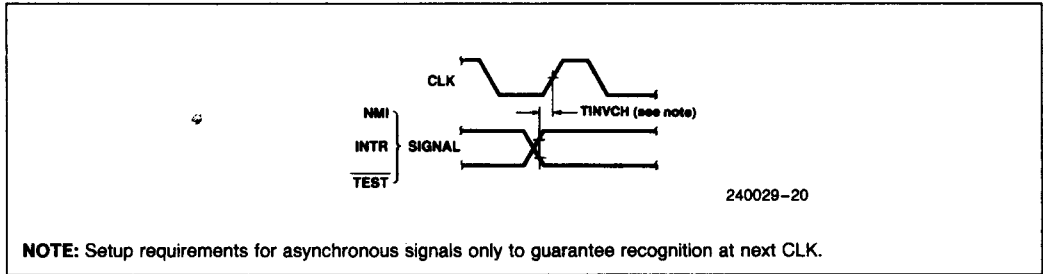 CLK
TINVCH (see note)
NMI
INTR
SIGNAL
TEST
240029–20
NOTE: Setup requirements for asynchronous signals only to guarantee recognition at next CLK.